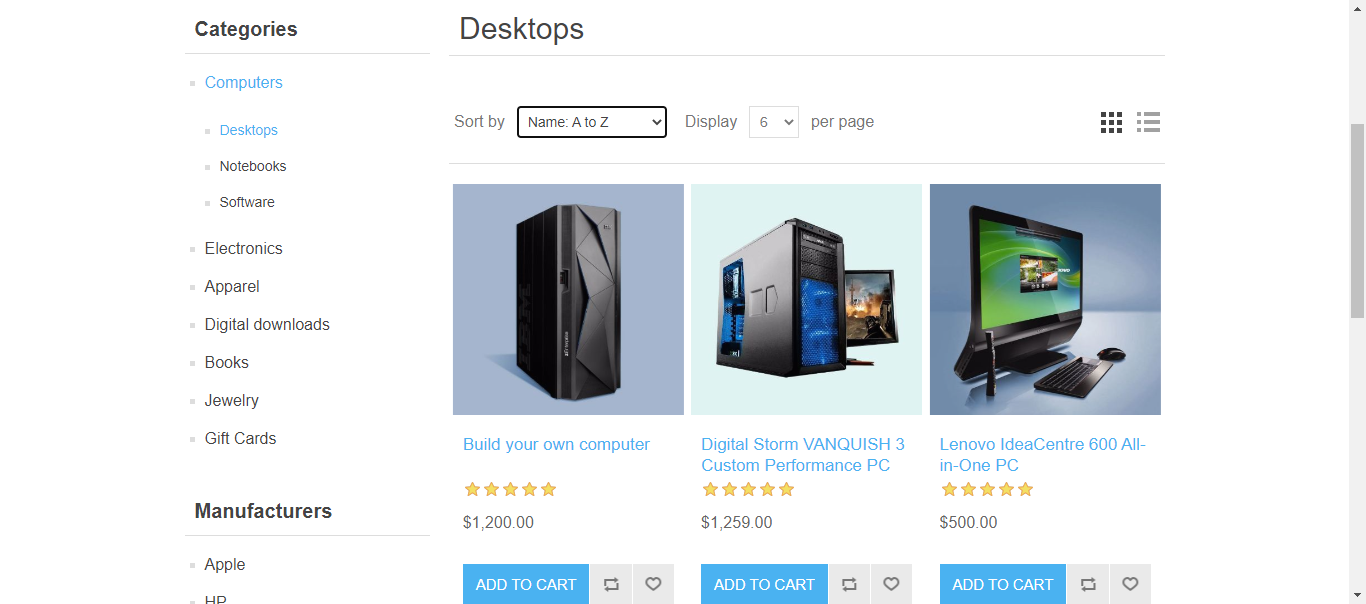 Categories
Computers
Desktops
Notebooks
Software
Electronics
Apparel
Digital downloads
Books
Jewelry
Gift Cards
Manufacturers
Apple
HP
Desktops
Sort by Name: A to Z Display 6 per page
Build your own computer
$1,200.00
ADD TO CART
Digital Storm VANQUISH 3
Custom Performance PC
$1,259.00
ADD TO CART
Lenovo IdeaCentre 600 All-
in-One PC
$500.00
ADD TO CART